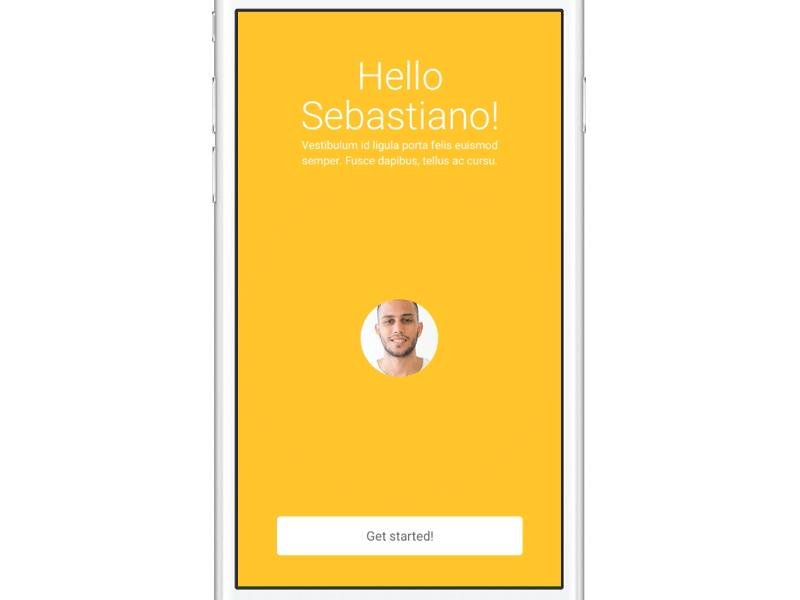 Hello
Sebastiano!
Vestibulum id ligula porta felis euismod
semper. Fusce dapibus, tellus ac cursu.
Get started!